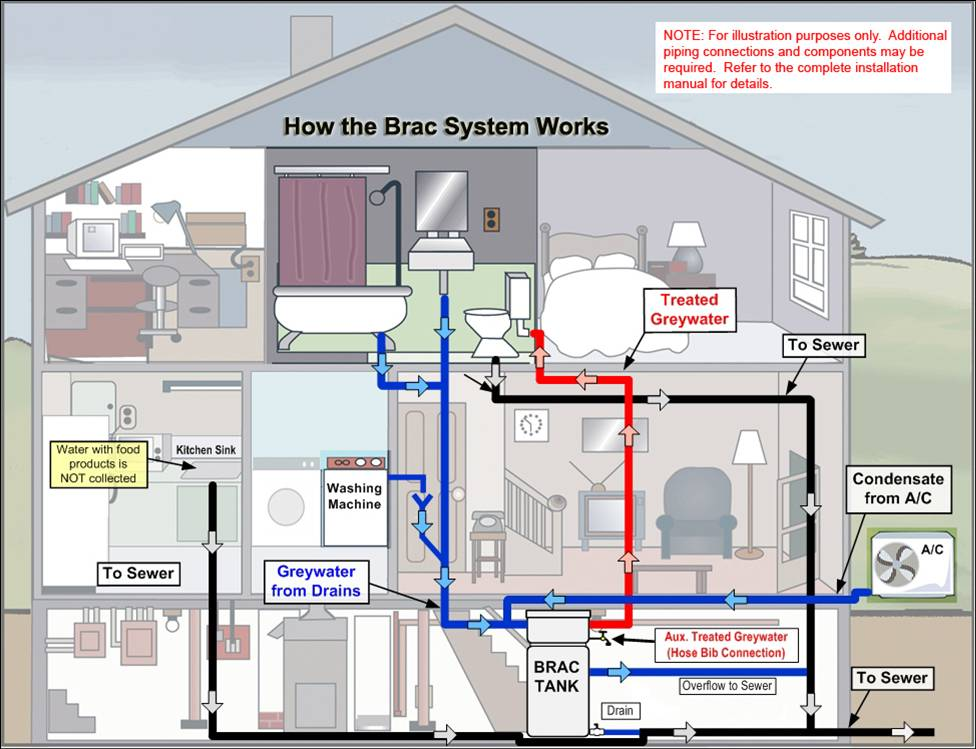 NOTE: For illustration purposes only. Additional
piping connections and components may be
required. Refer to the complete installation
manual for details.
How the Brac System Works
Treated
Greywater
To Sewer
Water with food
products is
NOT collected
Kitchen Sink
Washing
Machine
Condensate
from A/C
A/C
To Sewer
Greywater
from Drains
Aux. Treated Greywater
(Hose Bib Connection)
BRAC
TANK
Overflow to Sewer
To Sewer
Drain